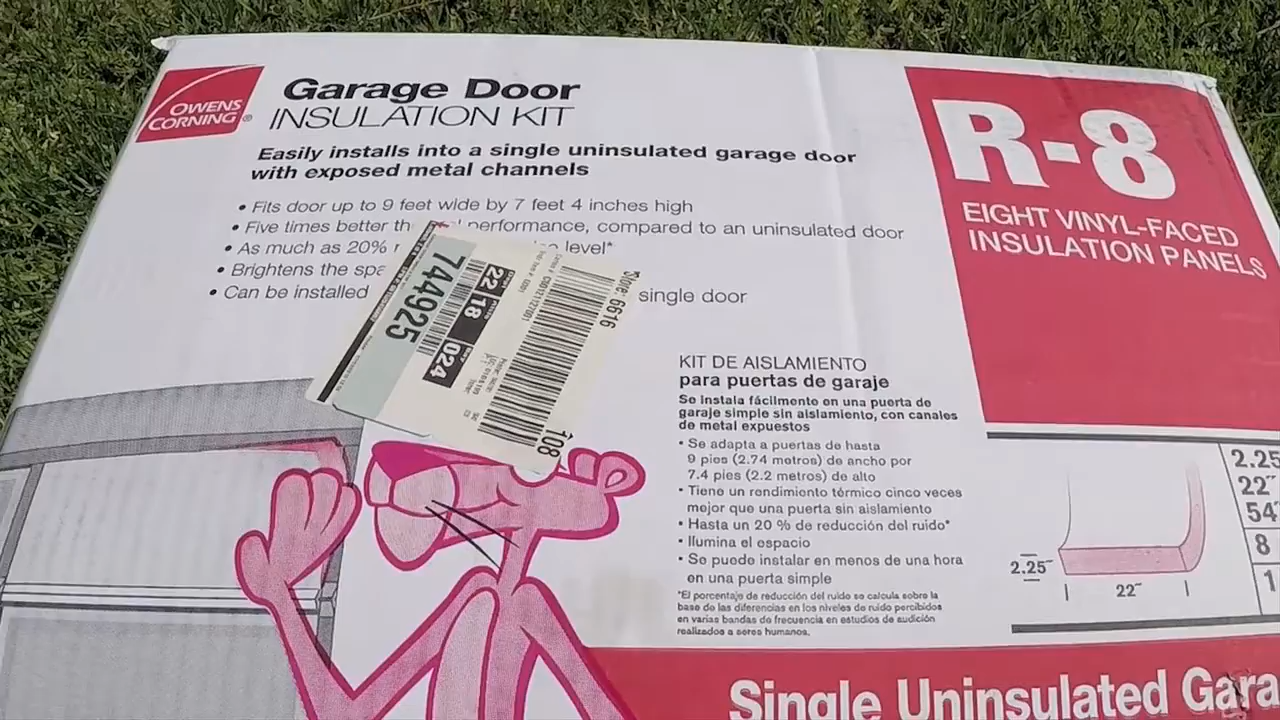 OWENS
CORNING
®
Garage Door
INSULATION KIT
Easily installs into a single uninsulated garage door
with exposed metal channels
• Fits door up to 9 feet wide by 7 feet 4 inches high
• Five times better performance, compared to an uninsulated door
• As much as 20% level*
• Brightens the
• Can be installed single door
R-8
EIGHT VINYL-FACED
INSULATION PANELS
744925
22 18 024
Store: 6616
108
KIT DE AISLAMIENTO
para puertas de garaje
Se instala fácilmente en una puerta de
garaje simple sin aislamiento, con canales
de metal expuestos
• Se adapta a puertas de hasta
9 pies (2.74 metros) de ancho por
7.4 pies (2.2 metros) de alto
• Tiene un rendimiento térmico cinco veces
mejor que una puerta sin aislamiento
• Hasta un 20 % de reducción del ruido*
• Ilumina el espacio
• Se puede instalar en menos de una hora
en una puerta simple
*El porcentaje de reducción del ruido se calcula sobre la
base de las diferencias en los niveles de ruido percibidos
en varias bandas de frecuencia en estudios de audición
realizados a seres humanos.
2.25"
22"
2.25
22"
54"
8
1
Single Uninsulated Gara